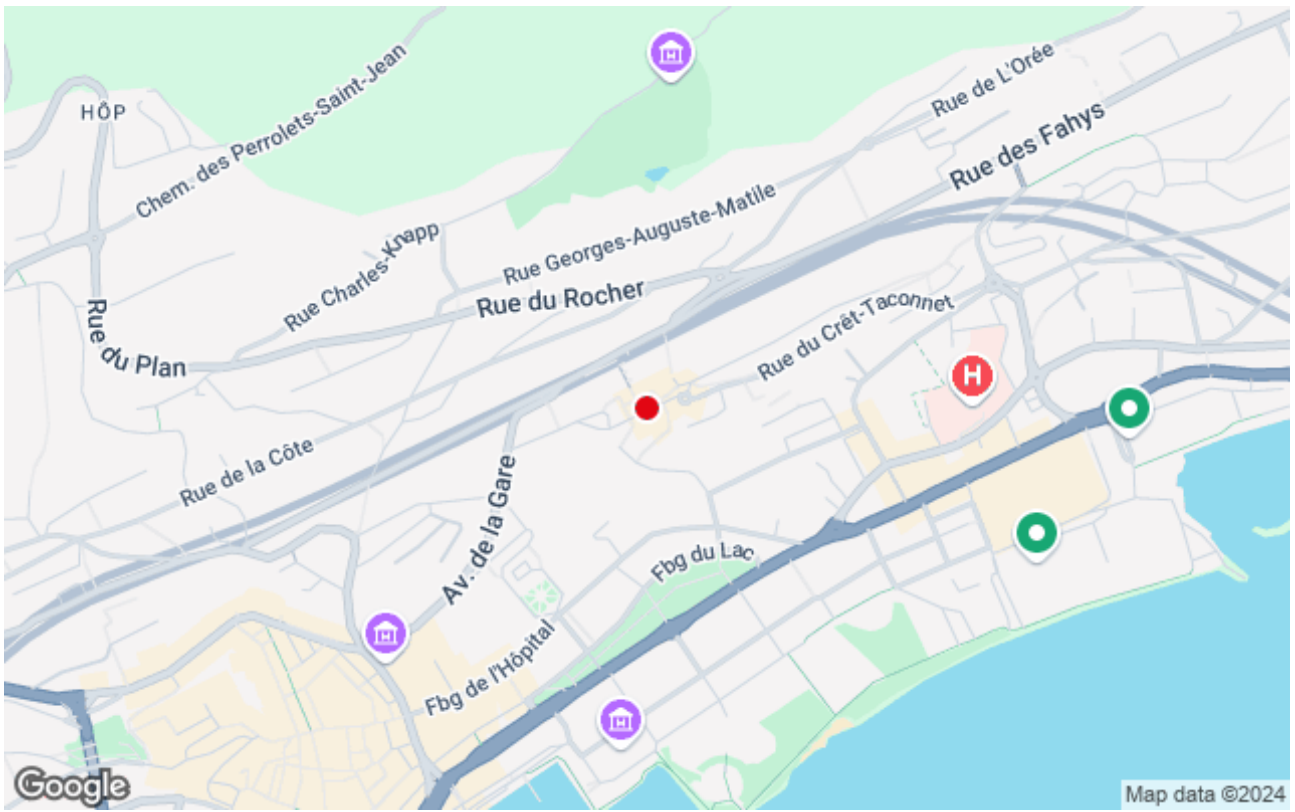 HÔP
Chem. des Perrolets-Saint-Jean
Rue de L'Orée
Rue des Fahys
Rue Georges-Auguste-Matile
Rue Charles-Knapp
Rue du Rocher
Rue du Plan
Rue du Crêt-Taconnet
H
Rue de la Côte
Av. de la Gare
Fbg du Lac
Fbg de l'Hôpital
Google
Map data ©2024